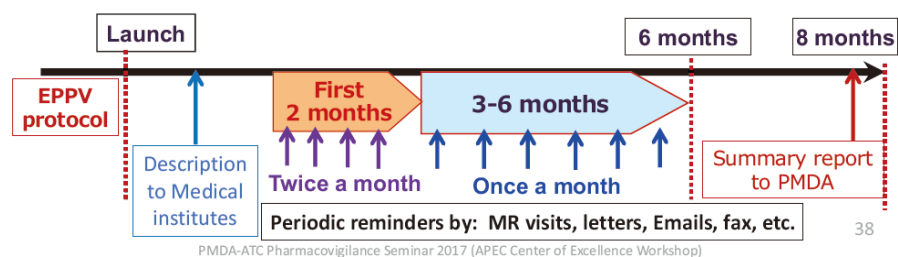 Launch
6 months
8 months
EPPV
protocol
First
2 months
3-6 months
Description
to Medical
institutes
Twice a month
Once a month
Summary report
to PMDA
Periodic reminders by: MR visits, letters, Emails, fax, etc.
38
PMDA-ATC Pharmacovigilance Seminar 2017 (APEC Center of Excellence Workshop)